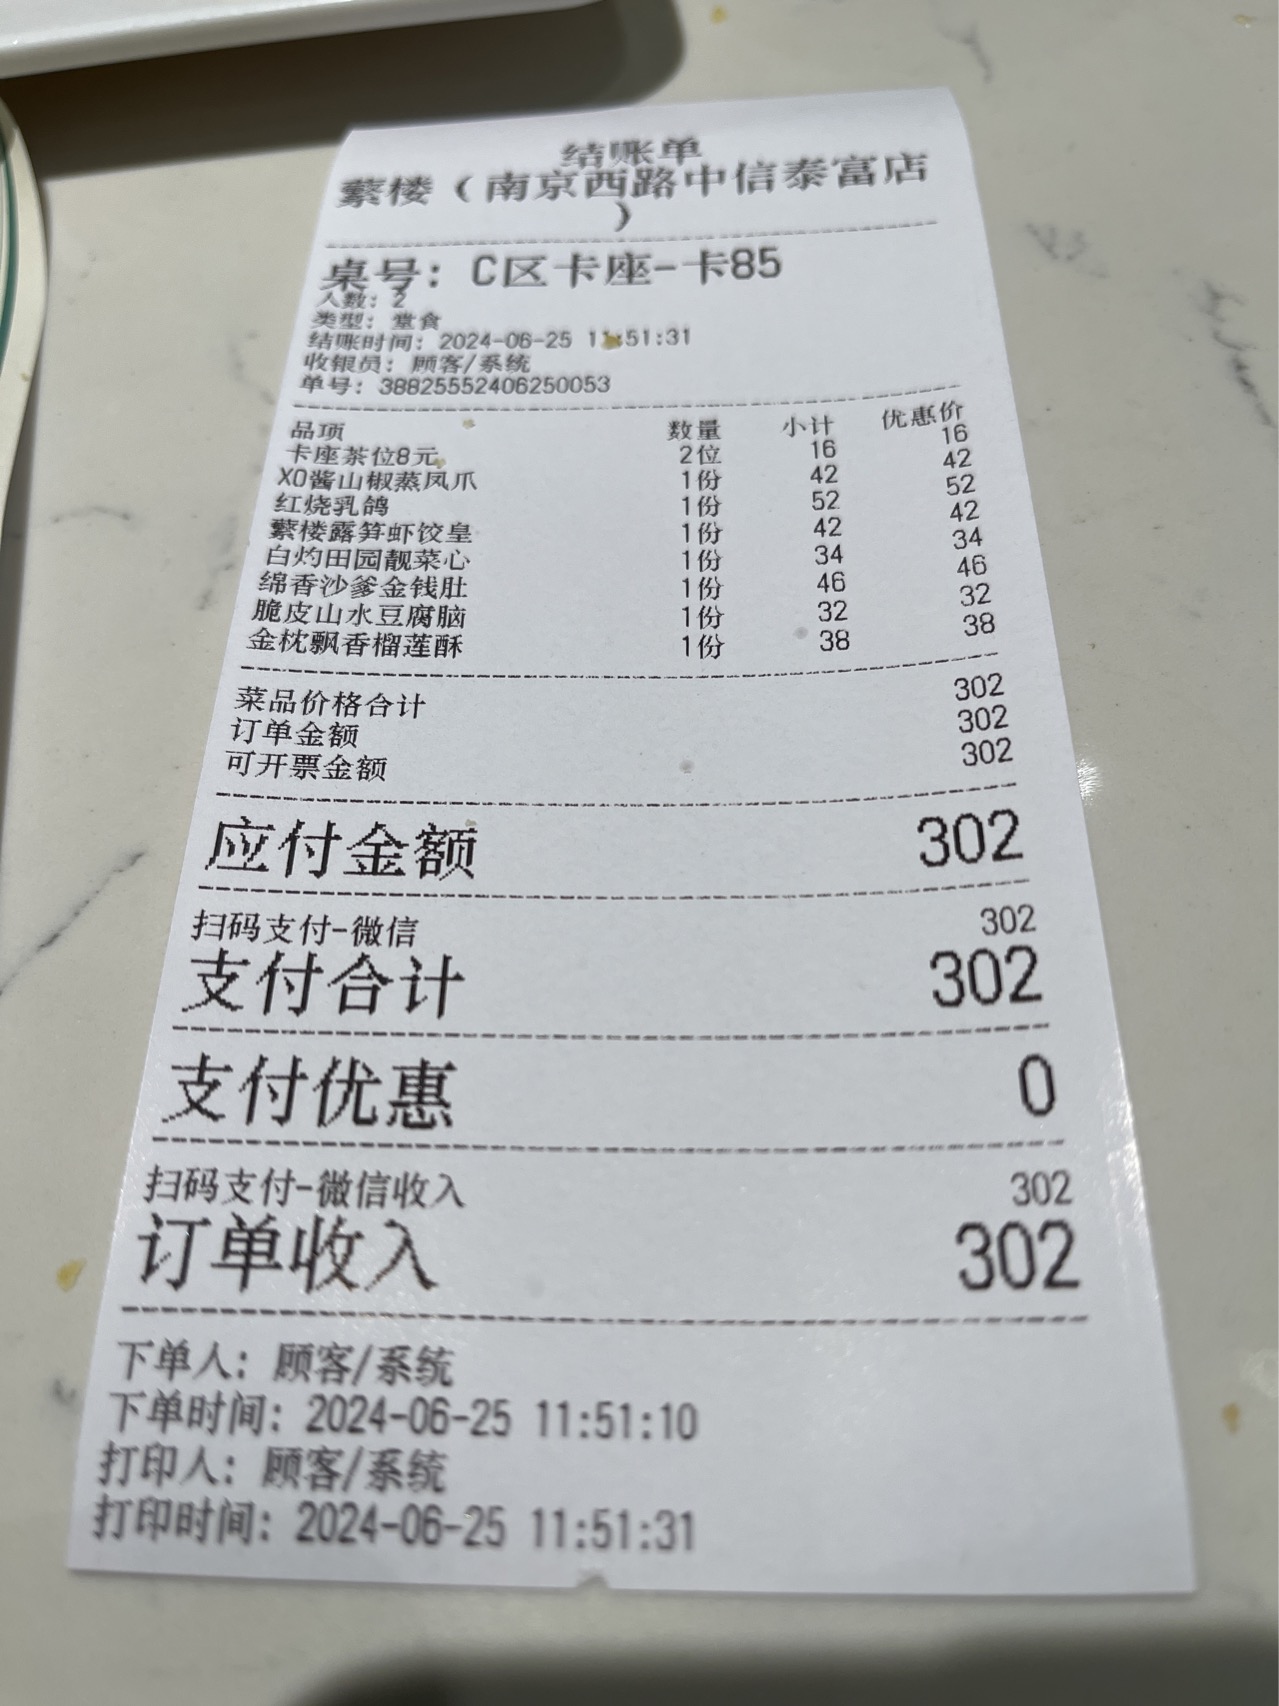 结账单
蘩楼（南京西路中信泰富店
）
桌号：C区卡座-卡85
人数：2
类型：堂食
结账时间：2024-06-25 11:51:31
收银员：顾客/系统
单号：38825552406250053
品项 数量 小计 优惠价
卡座茶位8元 2位 16 16
XO酱山椒蒸凤爪 1份 42 42
红烧乳鸽 1份 52 52
蘩楼露笋虾饺皇 1份 42 42
白灼田园靓菜心 1份 34 34
绵香沙爹金钱肚 1份 46 46
脆皮山水豆腐脑 1份 32 32
金枕飘香榴莲酥 1份 38 38
菜品价格合计 302
订单金额 302
可开票金额 302
应付金额 302
扫码支付-微信 302
支付合计 302
支付优惠 0
扫码支付-微信收入 302
订单收入 302
下单人：顾客/系统
下单时间：2024-06-25 11:51:10
打印人：顾客/系统
打印时间：2024-06-25 11:51:31